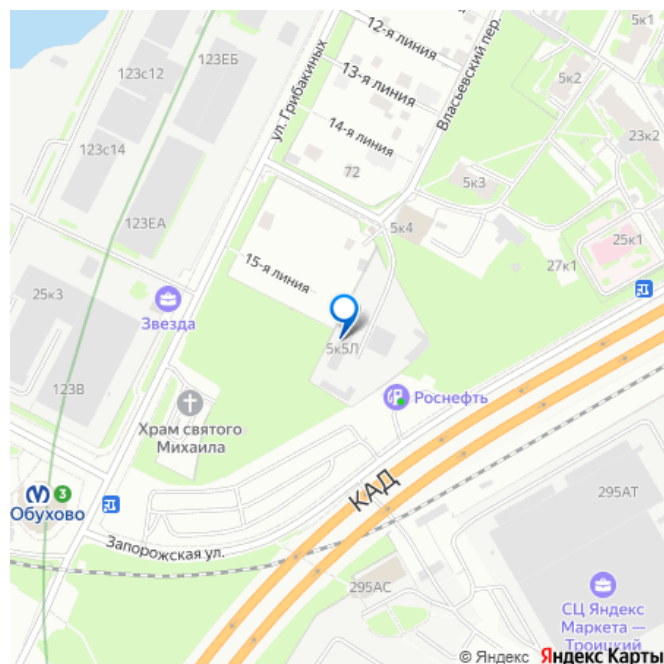 12-я линия
5к1
123ЕБ
123с12
5к2
13-я линия
ул. Грибакиных
Власьевский пер.
14-я линия
23к2
123с14
72
5к3
123ЕА
5к4
25к1
15-я линия
27к1
25к3
Звезда
5к5Л
123В
Роснефть
Храм святого
Михаила
КАД
3
Обухово
295АТ
Запорожская ул.
295АС
СЦ Яндекс
Маркета —
Троицкий
© Яндекс Яндекс Карты